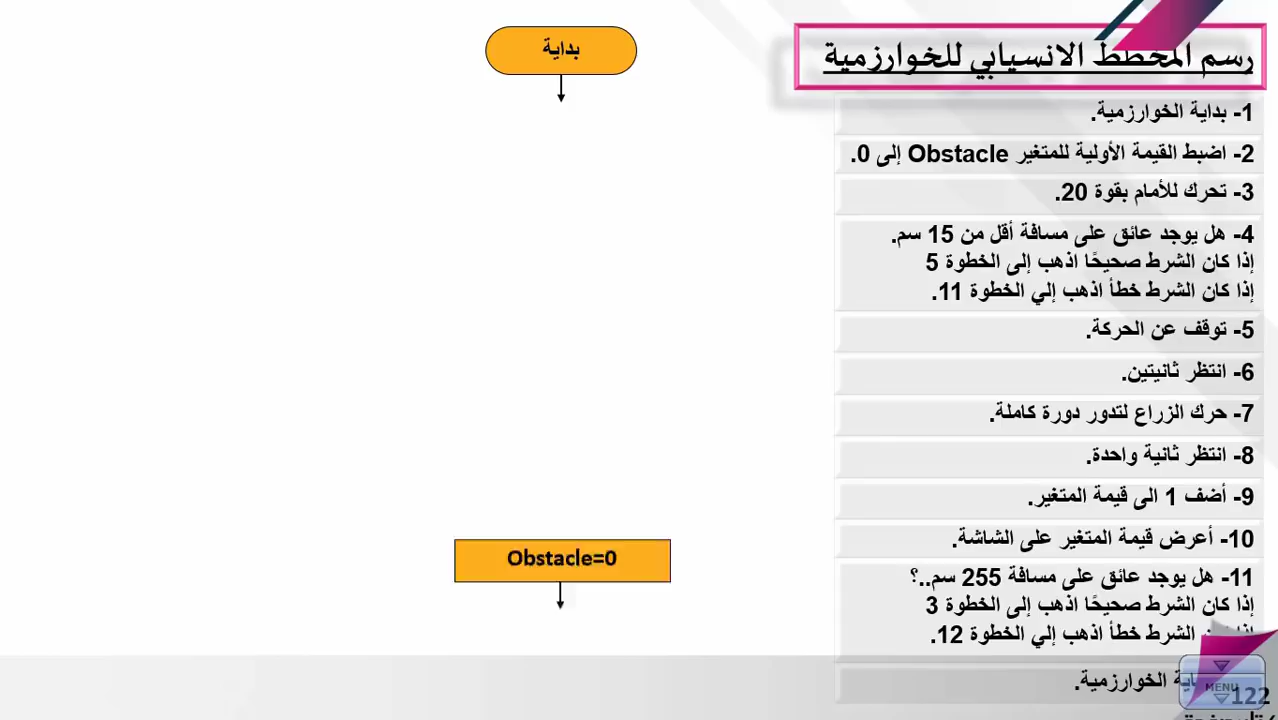 رسم المخطط الانسيابي للخوارزمية
بداية
1- بداية الخوارزمية.
2- اضبط القيمة الأولية للمتغير Obstacle إلى 0.
3- تحرك للأمام بقوة 20.
4- هل يوجد عائق على مسافة أقل من 15 سم.
إذا كان الشرط صحيحًا اذهب إلى الخطوة 5
إذا كان الشرط خطأ اذهب إلي الخطوة 11.
5- توقف عن الحركة.
6- انتظر ثانيتين.
7- حرك الزراع لتدور دورة كاملة.
8- انتظر ثانية واحدة.
9- أضف 1 الى قيمة المتغير.
10- أعرض قيمة المتغير على الشاشة.
Obstacle=0
11- هل يوجد عائق على مسافة 255 سم..؟
إذا كان الشرط صحيحًا اذهب إلى الخطوة 3
الشرط خطأ اذهب إلي الخطوة 12.
الخوارزمية.
MENU
122